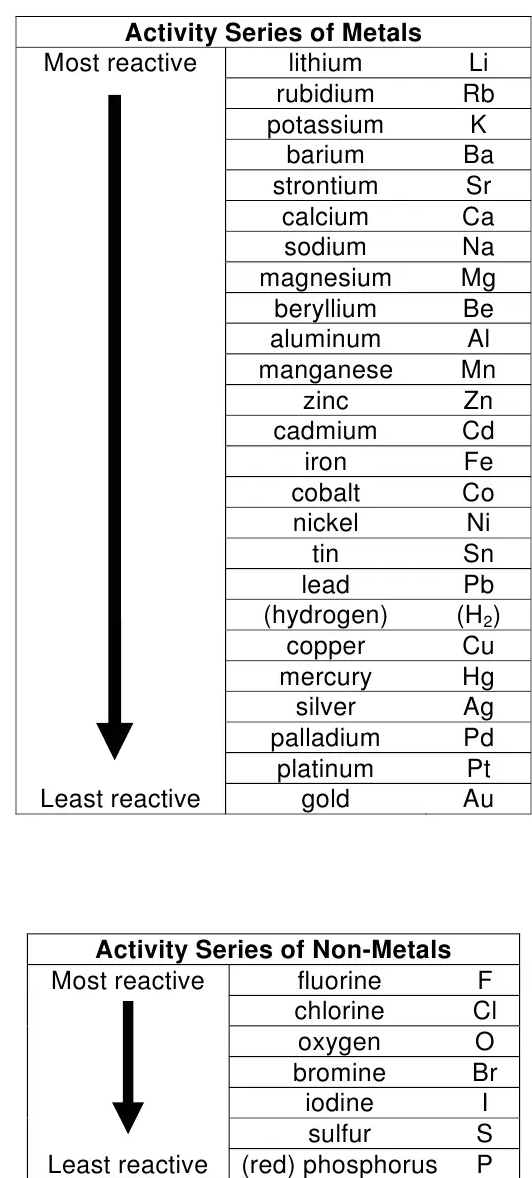 Activity Series of Metals
Most reactive lithium Li
rubidium Rb
potassium K
barium Ba
strontium Sr
calcium Ca
sodium Na
magnesium Mg
beryllium Be
aluminum Al
manganese Mn
zinc Zn
cadmium Cd
iron Fe
cobalt Co
nickel Ni
tin Sn
lead Pb
(hydrogen) (H₂)
copper Cu
mercury Hg
silver Ag
palladium Pd
platinum Pt
Least reactive gold Au
Activity Series of Non-Metals
Most reactive fluorine F
chlorine Cl
oxygen O
bromine Br
iodine I
sulfur S
Least reactive (red) phosphorus P